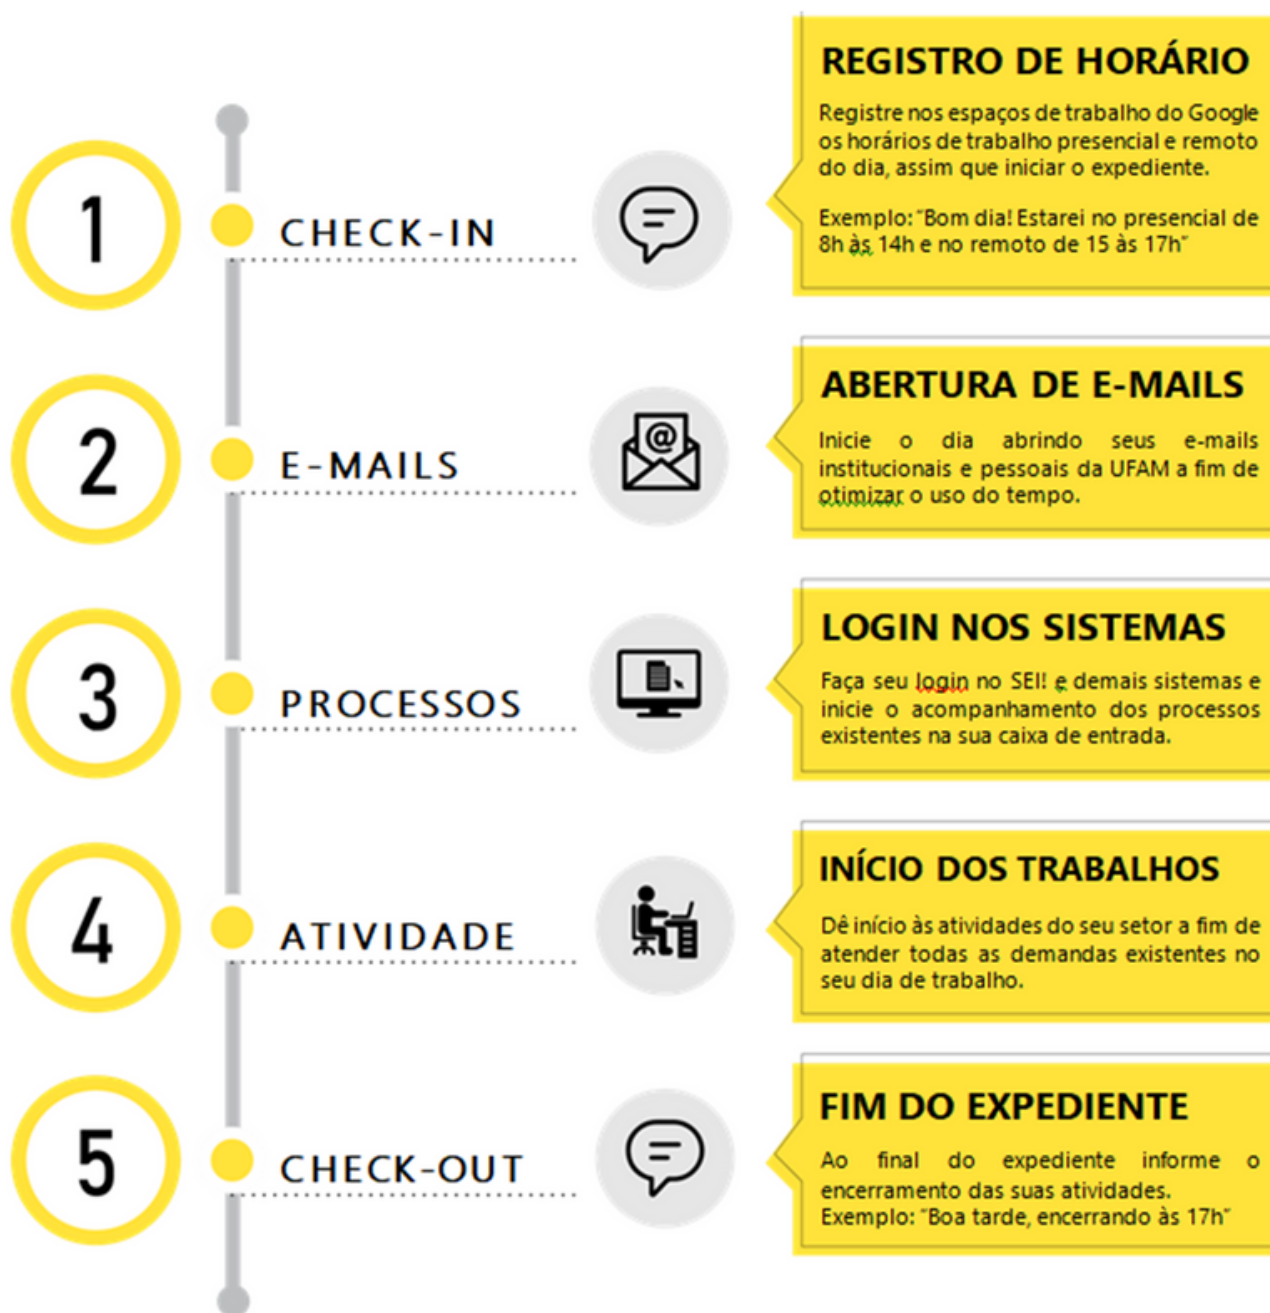 1
CHECK-IN
REGISTRO DE HORÁRIO
Registre nos espaços de trabalho do Google
os horários de trabalho presencial e remoto
do dia, assim que iniciar o expediente.
Exemplo: "Bom dia! Estarei no presencial de
8h às 14h e no remoto de 15 às 17h"
2
E-MAILS
@
ABERTURA DE E-MAILS
Inicie o dia abrindo seus e-mails
institucionais e pessoais da UFAM a fim de
otimizar o uso do tempo.
3
PROCESSOS
LOGIN NOS SISTEMAS
Faça seu login no SEI! e demais sistemas e
inicie o acompanhamento dos processos
existentes na sua caixa de entrada.
4
ATIVIDADE
INÍCIO DOS TRABALHOS
Dê início às atividades do seu setor a fim de
atender todas as demandas existentes no
seu dia de trabalho.
5
CHECK-OUT
FIM DO EXPEDIENTE
Ao final do expediente informe o
encerramento das suas atividades.
Exemplo: "Boa tarde, encerrando às 17h"